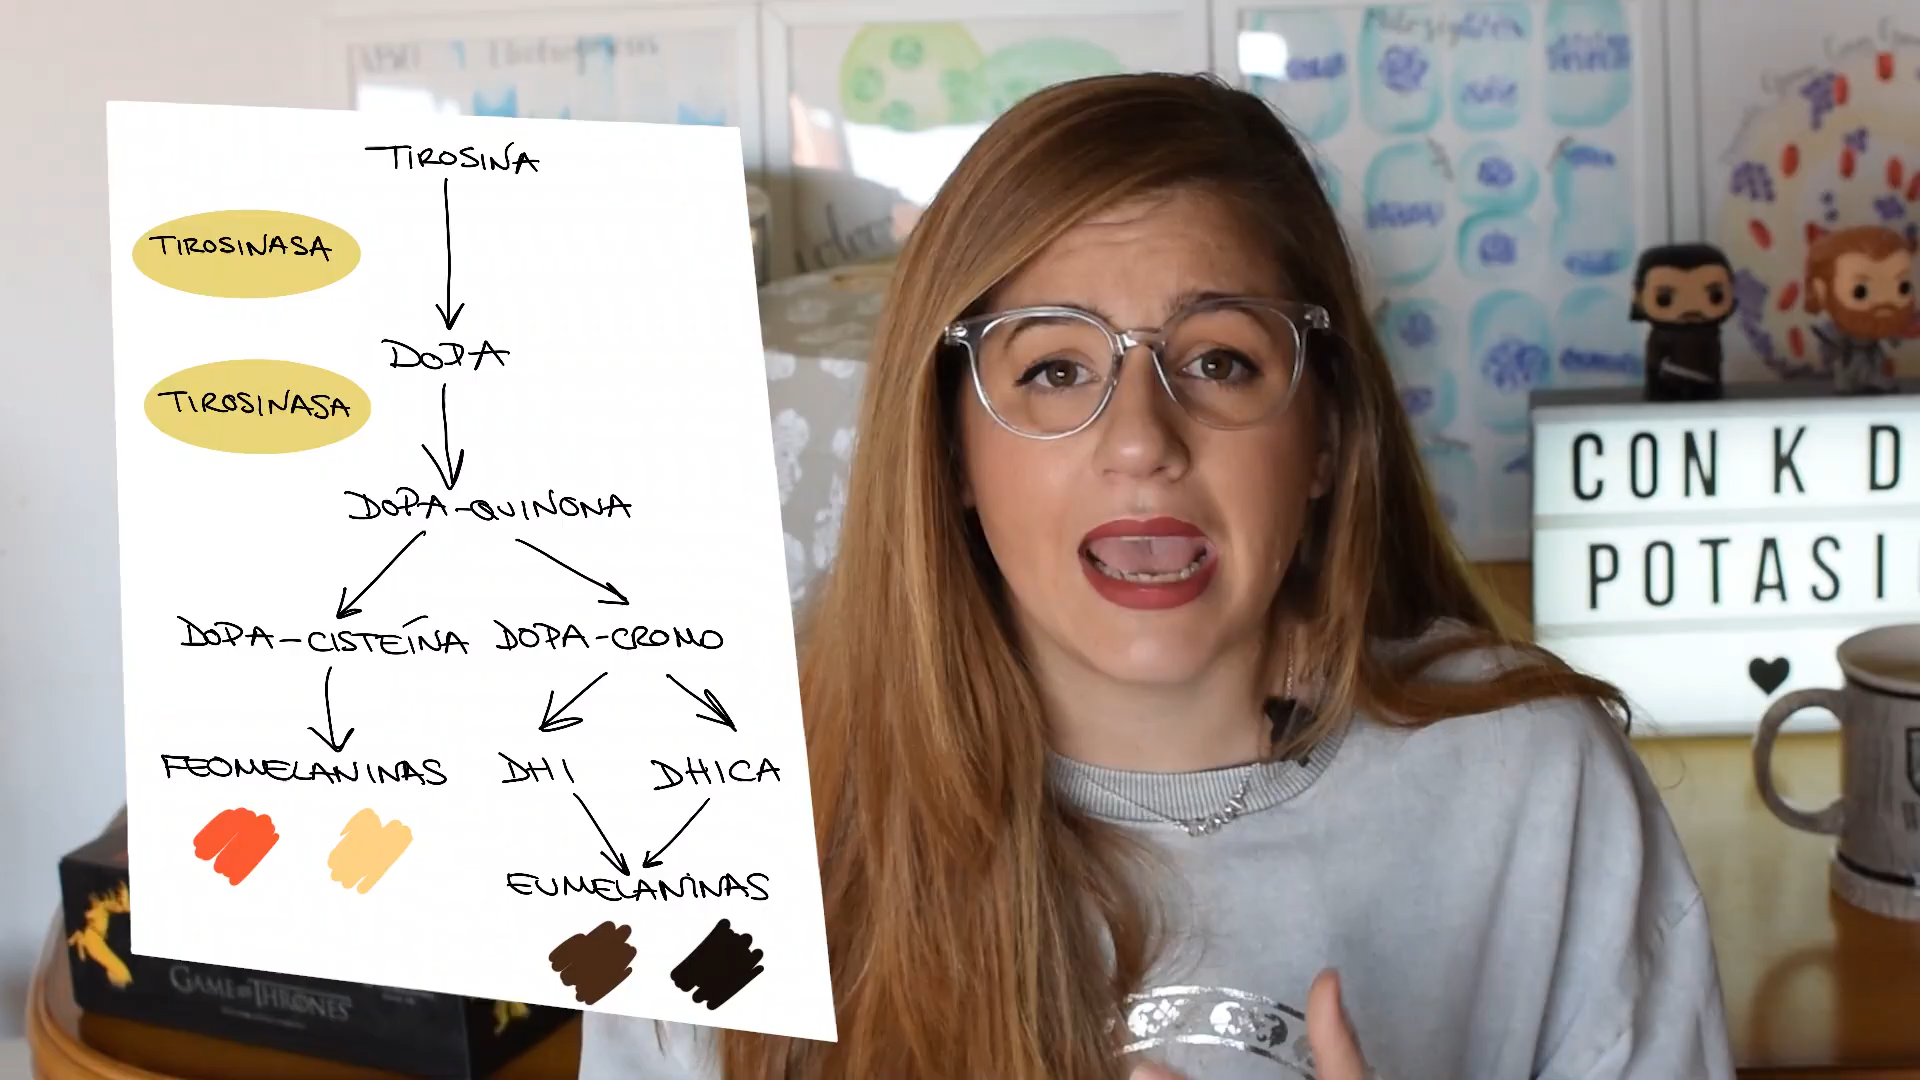 TIROSINA
TIROSINASA
DOPA
TIROSINASA
DOPA-QUINONA
DOPA-CISTEÍNA DOPA-CROMO
FEOMELANINAS DHI DHICA
EUMELANINAS
CON K D
POTASI
GAME OF THRONES